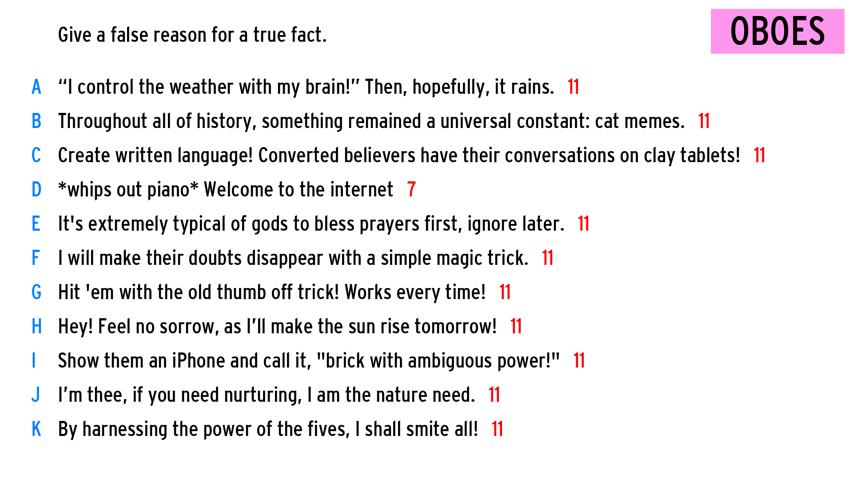 Give a false reason for a true fact.
OBOES
A “I control the weather with my brain!” Then, hopefully, it rains. 11
B Throughout all of history, something remained a universal constant: cat memes. 11
C Create written language! Converted believers have their conversations on clay tablets! 11
D *whips out piano* Welcome to the internet 7
E It's extremely typical of gods to bless prayers first, ignore later. 11
F I will make their doubts disappear with a simple magic trick. 11
G Hit 'em with the old thumb off trick! Works every time! 11
H Hey! Feel no sorrow, as I’ll make the sun rise tomorrow! 11
I Show them an iPhone and call it, "brick with ambiguous power!" 11
J I’m thee, if you need nurturing, I am the nature need. 11
K By harnessing the power of the fives, I shall smite all! 11